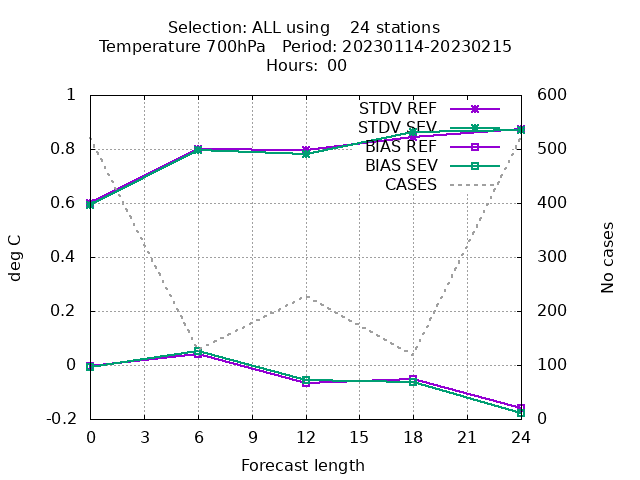 Selection: ALL using    24 stations
Temperature 700hPa   Period: 20230114-20230215
Hours: 00
1
0.8
0.6
0.4
0.2
0
-0.2
deg C
600
500
400
300
200
100
0
No cases
STDV REF
STDV SEV
BIAS REF
BIAS SEV
CASES
0 3 6 9 12 15 18 21 24
Forecast length